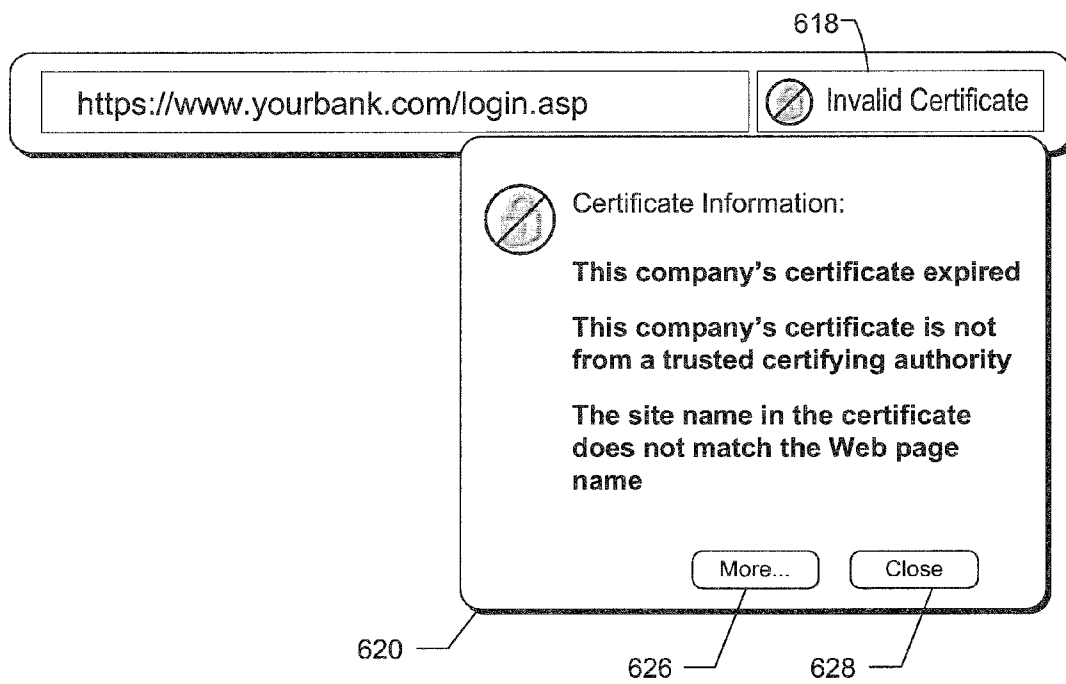 618
https://www.yourbank.com/login.asp
Invalid Certificate
Certificate Information:
This company's certificate expired
This company's certificate is not
from a trusted certifying authority
The site name in the certificate
does not match the Web page
name
More...
Close
620
626
628